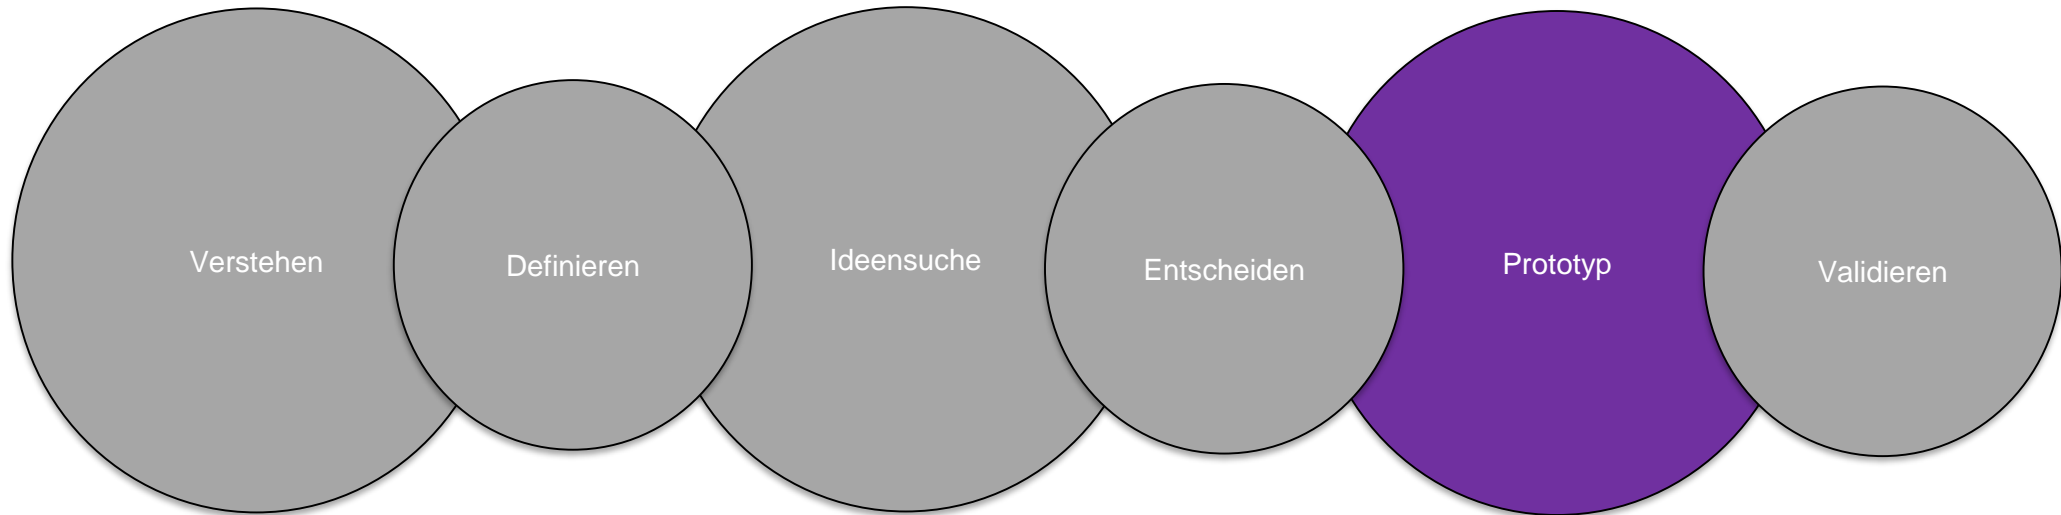 Verstehen
Definieren
Ideensuche
Entscheiden
Prototyp
Validieren